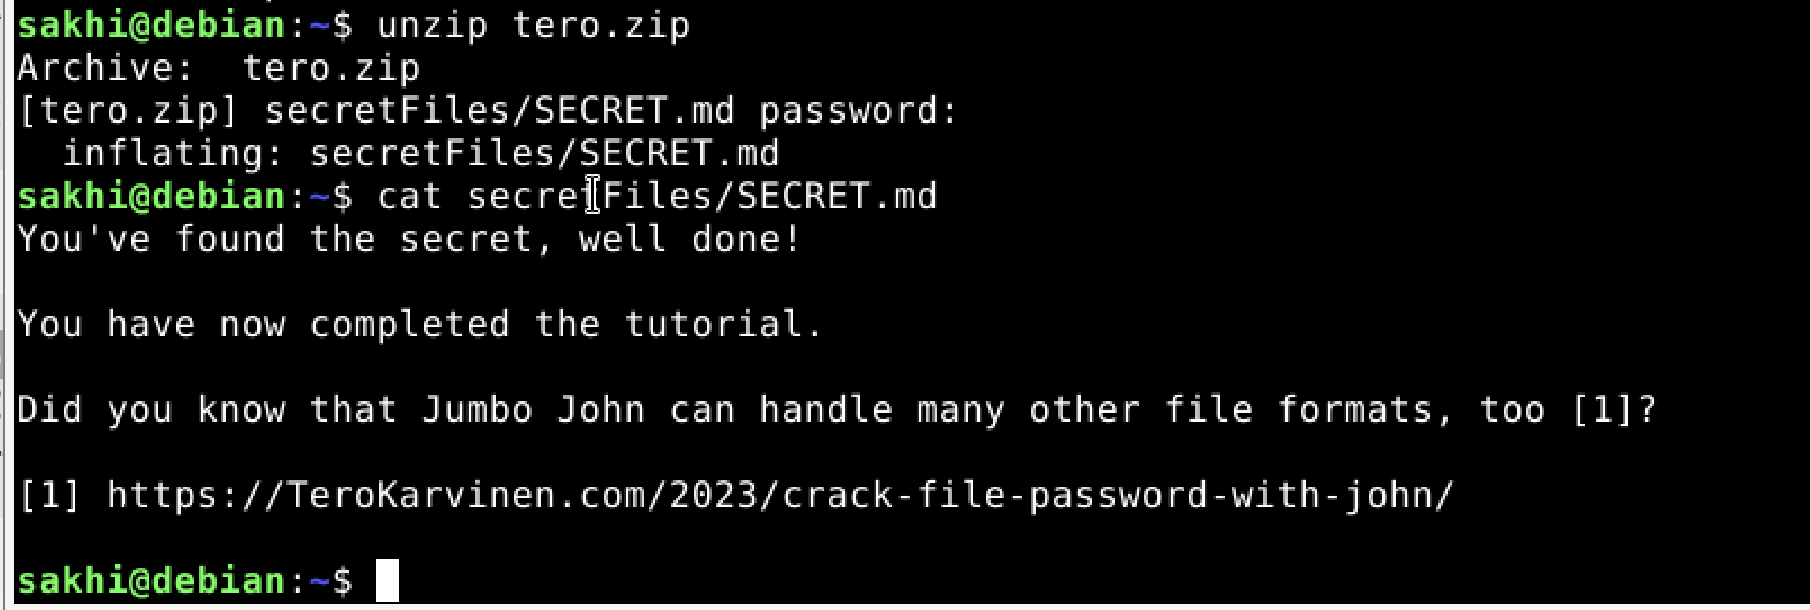 sakhi@debian:~$ unzip tero.zip
Archive:  tero.zip
[tero.zip] secretFiles/SECRET.md password:
  inflating: secretFiles/SECRET.md
sakhi@debian:~$ cat secretFiles/SECRET.md
You've found the secret, well done!
You have now completed the tutorial.
Did you know that Jumbo John can handle many other file formats, too [1]?
[1] https://TeroKarvinen.com/2023/crack-file-password-with-john/
sakhi@debian:~$